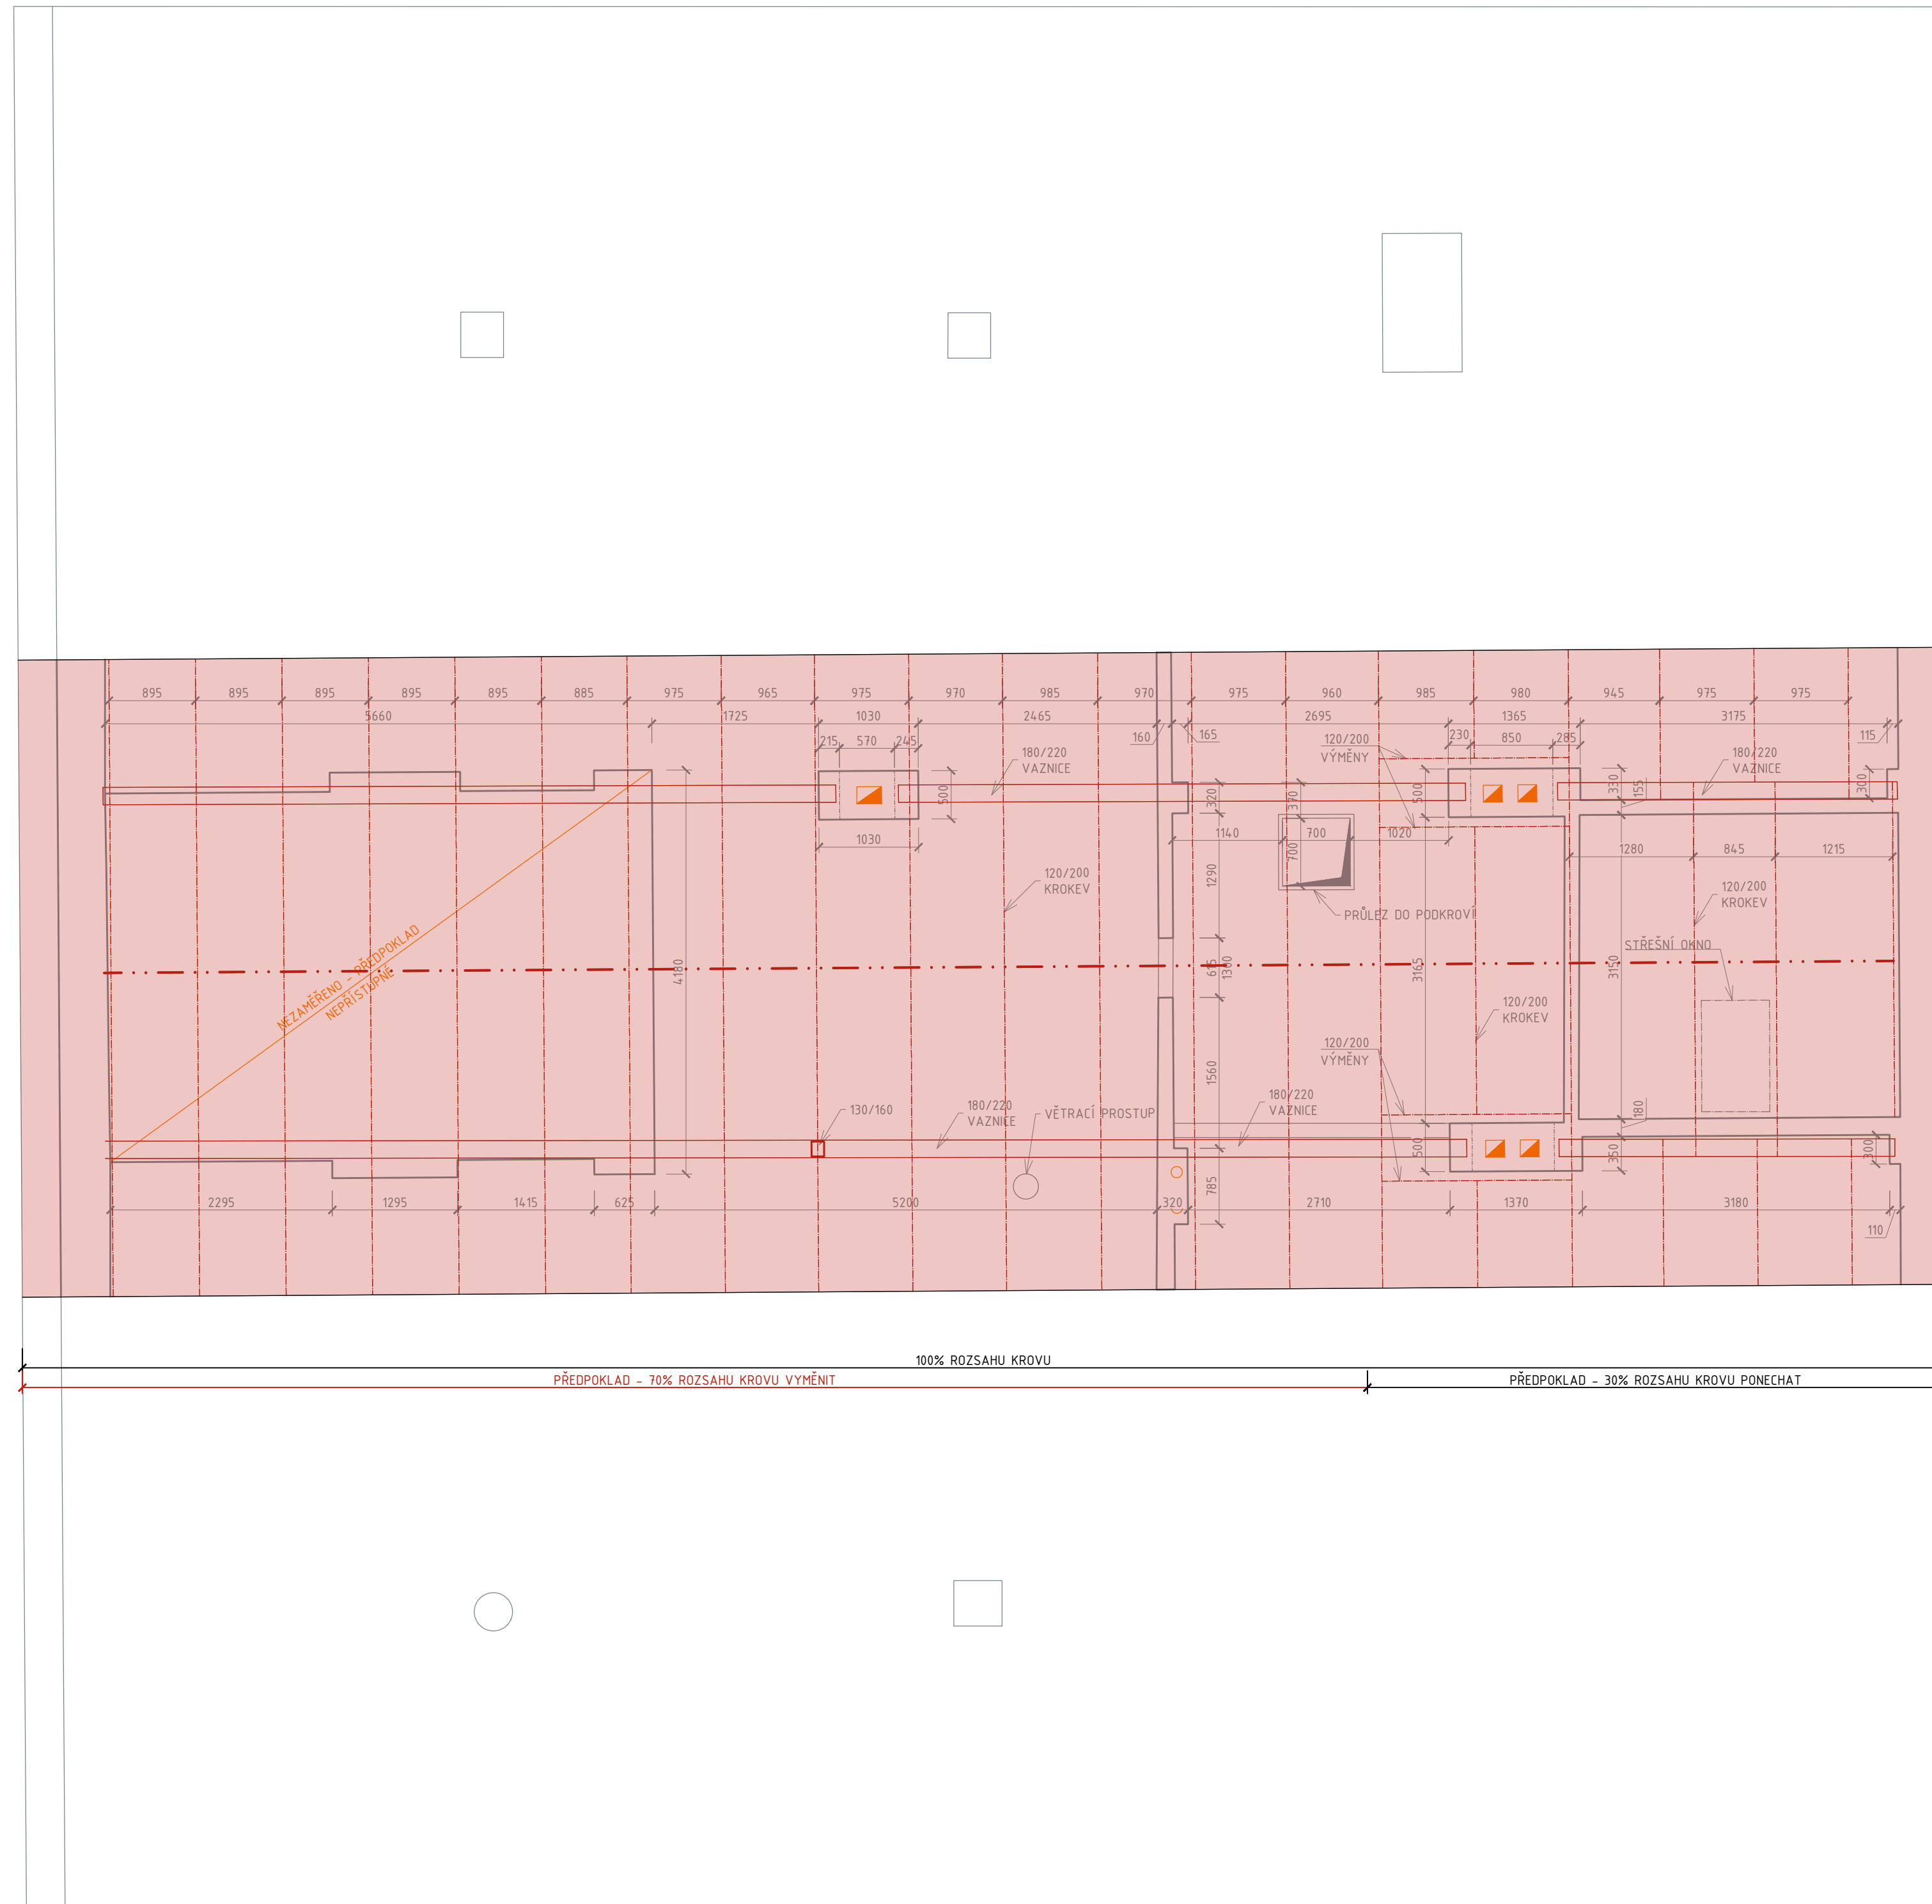 895 895 895 895 895 885 975 965 975 970 985 970 975 960 985 980 945 975 975
5660 1725 1030 2465 2695 1365 3175
160 165 115
215 570 245
230 850 285
180/220
VAZNICE
120/200
VÝMĚNY
180/220
VAZNICE
500
320
370
500
330
155
300
1030
1140 700 1020
700
1280 845 1215
1290
120/200
KROKEV
120/200
KROKEV
PRŮLEZ DO PODKROVÍ
STŘEŠNÍ OKNO
NEZAMĚŘENO - PŘEDPOKLAD
NEPŘÍSTUPNÉ
4180
615
1300
3165
3150
120/200
KROKEV
120/200
VÝMĚNY
1560
130/160
180/220
VAZNICE
VĚTRACÍ PROSTUP
180/220
VAZNICE
180
500
350
300
785
2295 1295 1415 625 5200 320 2710 1370 3180
110
100% ROZSAHU KROVU
PŘEDPOKLAD - 70% ROZSAHU KROVU VYMĚNIT
PŘEDPOKLAD - 30% ROZSAHU KROVU PONECHAT